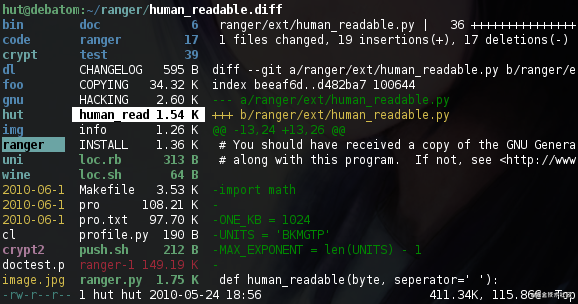 hut@debatom:~/ranger/human_readable.diff
bin doc 6 ranger/ext/human_readable.py | 36 +++++++++++++++
code ranger 17 1 files changed, 19 insertions(+), 17 deletions(-)
crypt test 39
dl CHANGELOG 595 B diff --git a/ranger/ext/human_readable.py b/ranger/e
foo COPYING 34.32 K index beeaf6d..d482ba7 100644
gnu HACKING 2.60 K --- a/ranger/ext/human_readable.py
hut human_read 1.54 K +++ b/ranger/ext/human_readable.py
img info 1.26 K @@ -13,24 +13,26 @@
ranger INSTALL 1.36 K # You should have received a copy of the GNU Genera
uni loc.rb 313 B # along with this program. If not, see <http://www
wine loc.sh 64 B
2010-06-1 Makefile 3.53 K -import math
2010-06-1 pro 108.21 K -
2010-06-1 pro.txt 97.70 K -ONE_KB = 1024
cl profile.py 190 B -UNITS = 'BKMGTP'
crypt2 push.sh 212 B -MAX_EXPONENT = len(UNITS) - 1
doctest.p ranger-1 149.19 K -
image.jpg ranger.py 1.75 K def human_readable(byte, seperator=' '):
-rw-r--r-- 1 hut hut 2010-05-24 18:56 411.34K, 115.86G Top